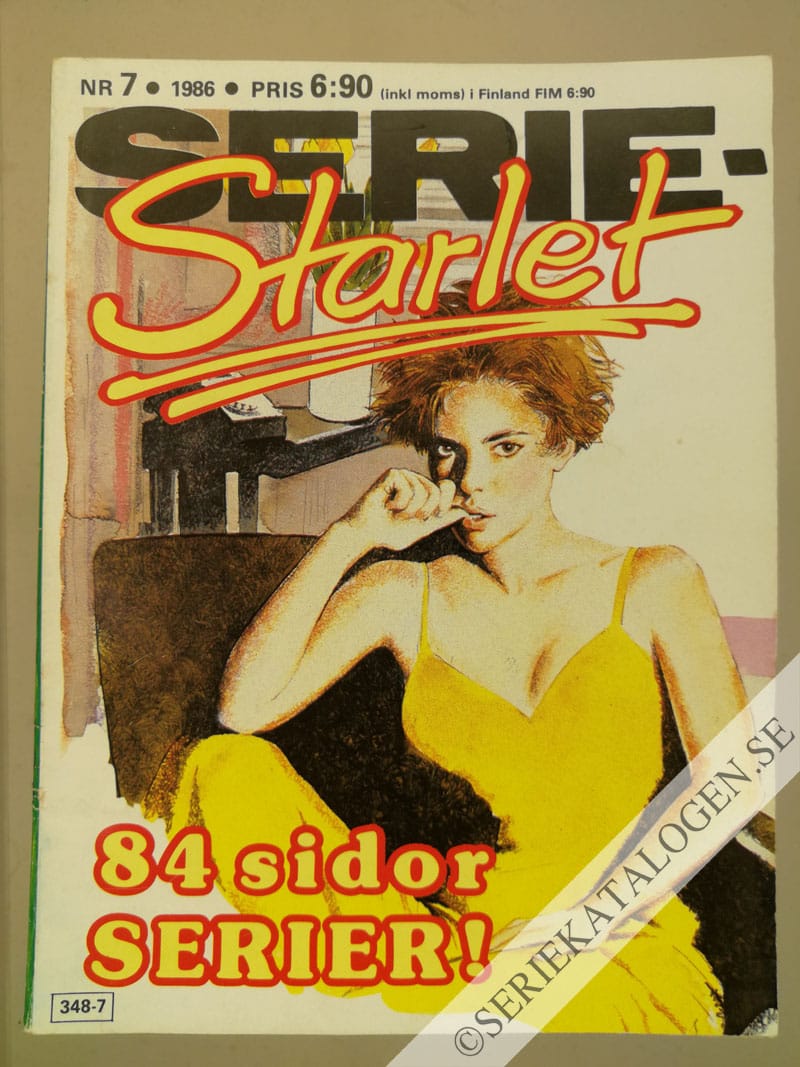 NR 7 • 1986 • PRIS 6:90 (inkl moms) i Finland FIM 6:90
SERIE-
Starlet
84 sidor
SERIER!
348-7
©SERIEKATALOGEN.SE